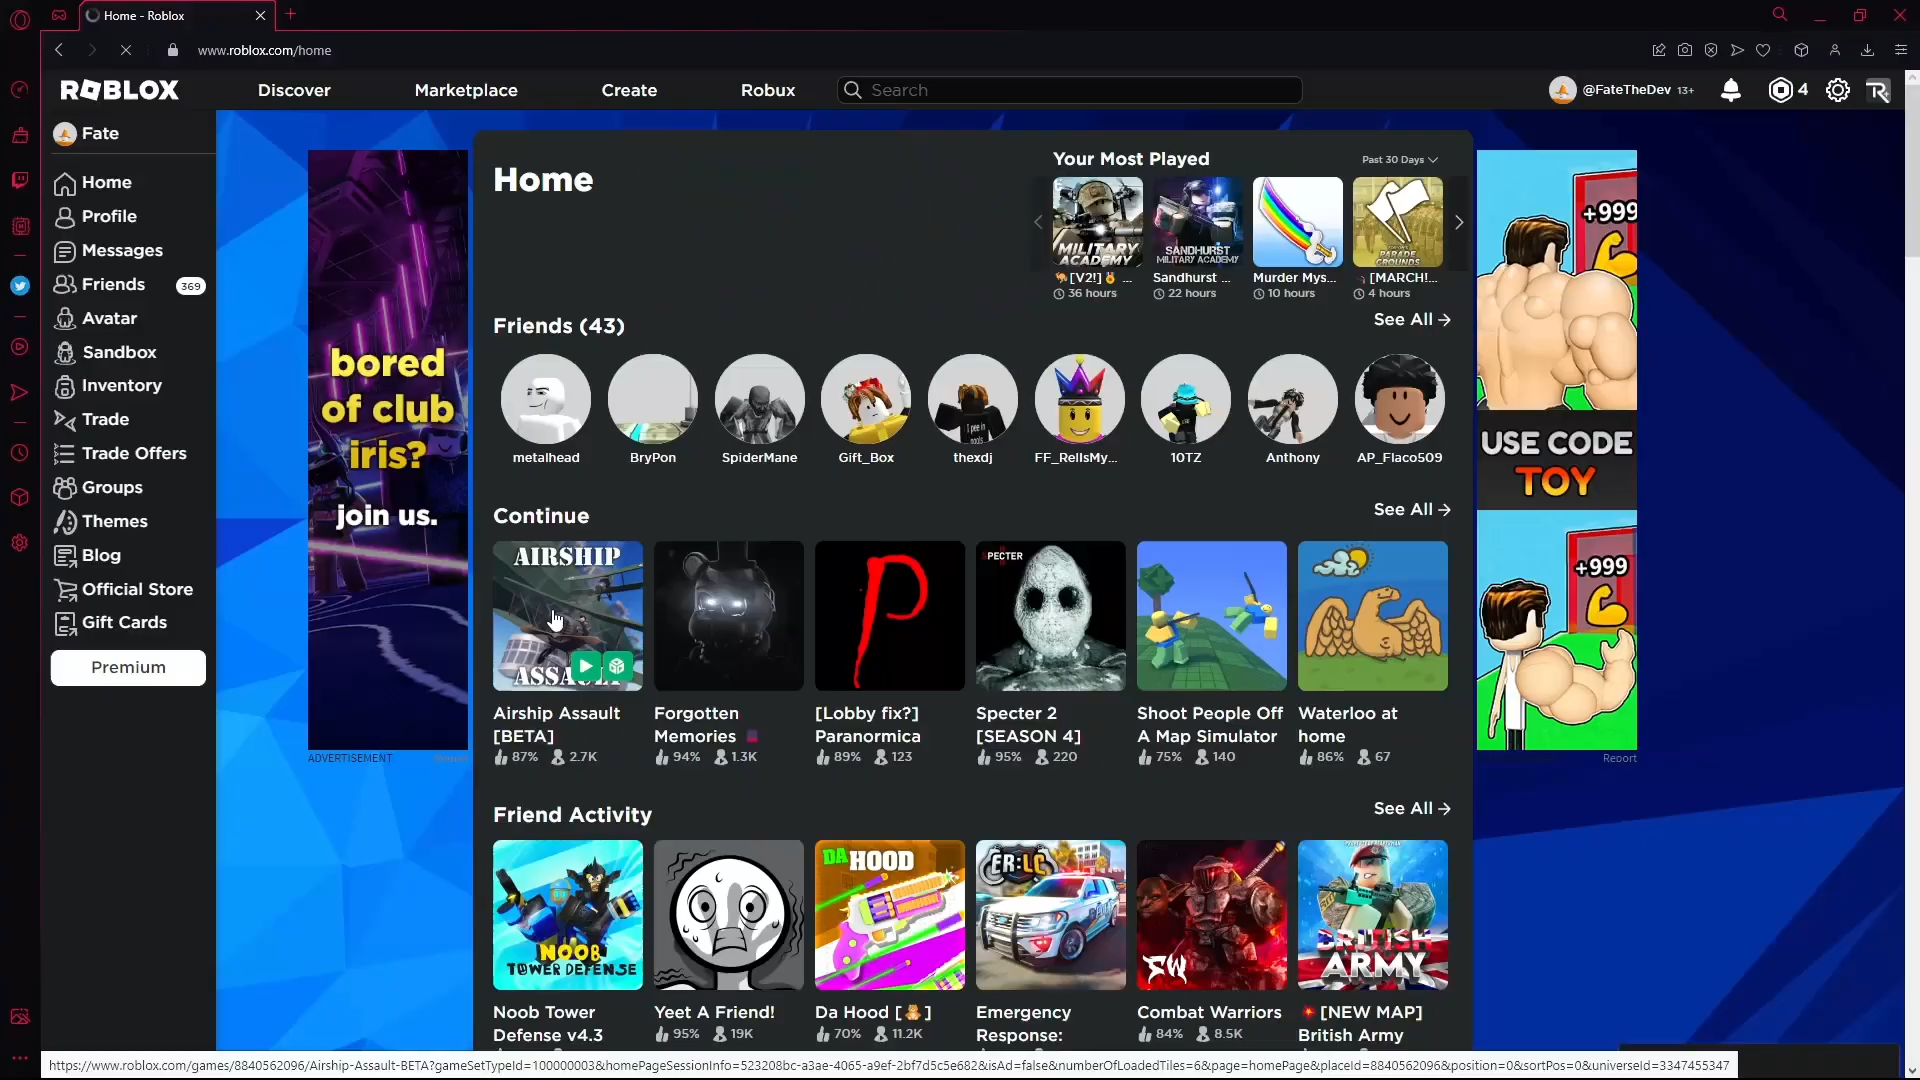 Home - Roblox
www.roblox.com/home
ROBLOX
Discover
Marketplace
Create
Robux
Search
@FateTheDev 13+
4
Fate
Home
Profile
Messages
Friends
369
Avatar
Sandbox
Inventory
Trade
Trade Offers
Groups
Themes
Blog
Official Store
Gift Cards
Premium
bored
of club
iris?
join us.
ADVERTISEMENT
Home
Your Most Played
Past 30 Days
MILITARY
ACADEMY
SANDHURST
MILITARY ACADEMY
PARADE
GROUNDS
[V2!] ...
Sandhurst ...
Murder Mys...
[MARCH!...
36 hours
22 hours
10 hours
4 hours
Friends (43)
See All
metalhead
BryPon
SpiderMane
Gift_Box
thexdj
FF_RellsMy...
10TZ
Anthony
AP_Flaco509
Continue
See All
AIRSHIP
SPECTER
Airship Assault
[BETA]
87% 2.7K
Forgotten
Memories
94% 1.3K
[Lobby fix?]
Paranormica
89% 123
Specter 2
[SEASON 4]
95% 220
Shoot People Off
A Map Simulator
75% 140
Waterloo at
home
86% 67
Friend Activity
See All
NOOB
TOWER DEFENSE
DA HOOD
ER:LC
CW
BRITISH
ARMY
Noob Tower
Defense v4.3
Yeet A Friend!
95% 19K
Da Hood [🧸]
70% 11.2K
Emergency
Response:
Combat Warriors
84% 8.5K
[NEW MAP]
British Army
+999
USE CODE
TOY
+999
Report
https://www.roblox.com/games/8840562096/Airship-Assault-BETA?gameSetTypeId=100000003&homePageSessionInfo=523208bc-a3ae-4065-a9ef-2bf7d5c5e682&isAd=false&numberOfLoadedTiles=6&page=homePage&placeId=8840562096&position=0&sortPos=0&universeId=3347455347